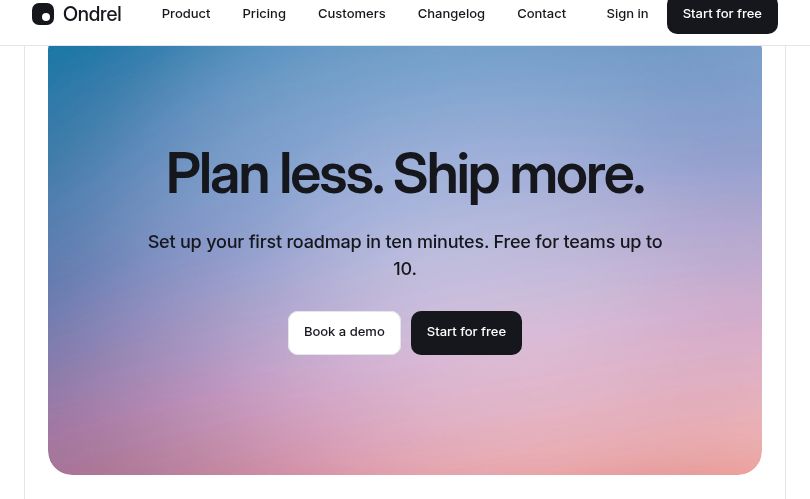 Ondrel
Product
Pricing
Customers
Changelog
Contact
Sign in
Start for free
Plan less. Ship more.
Set up your first roadmap in ten minutes. Free for teams up to
10.
Book a demo
Start for free